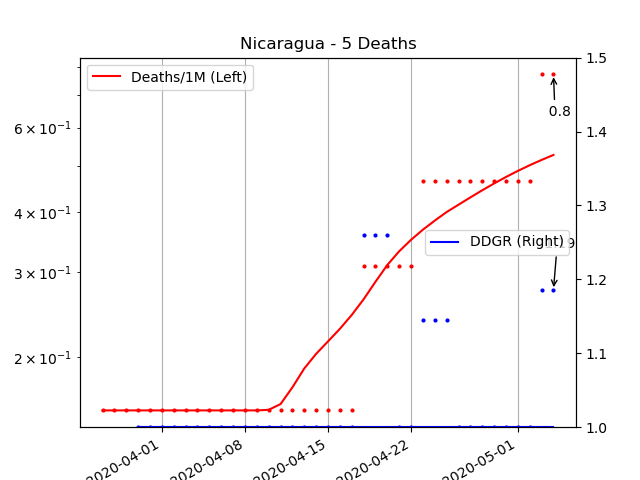 Nicaragua - 5 Deaths
Deaths/1M (Left)
DDGR (Right)
0.8
6 × 10⁻¹
4 × 10⁻¹
3 × 10⁻¹
2 × 10⁻¹
1.5
1.4
1.3
1.2
1.1
1.0
2020-04-01
2020-04-08
2020-04-15
2020-04-22
2020-05-01